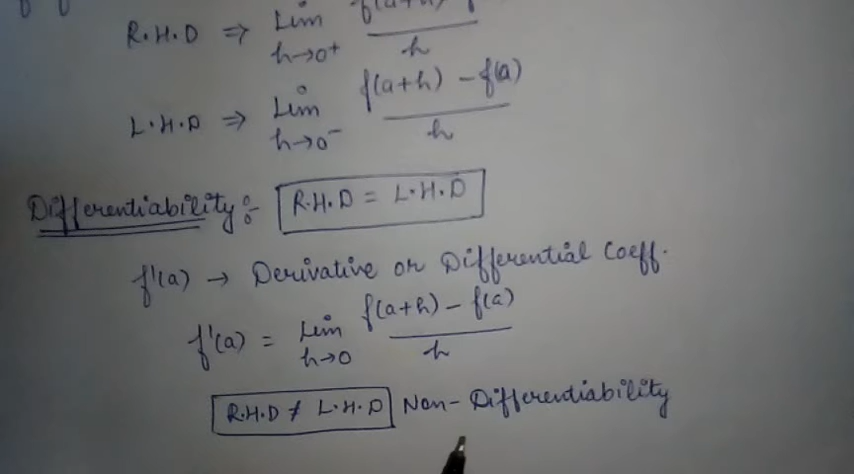 R.H.D ⇒ Lim h→0⁺ f(a+h) / h
L.H.D ⇒ Lim h→0⁻ f(a+h) - f(a) / h
Differentiability:- R.H.D = L.H.D
f'(a) → Derivative or Differential Coeff.
f'(a) = Lim h→0 f(a+h) - f(a) / h
R.H.D ≠ L.H.D Non-Differentiability